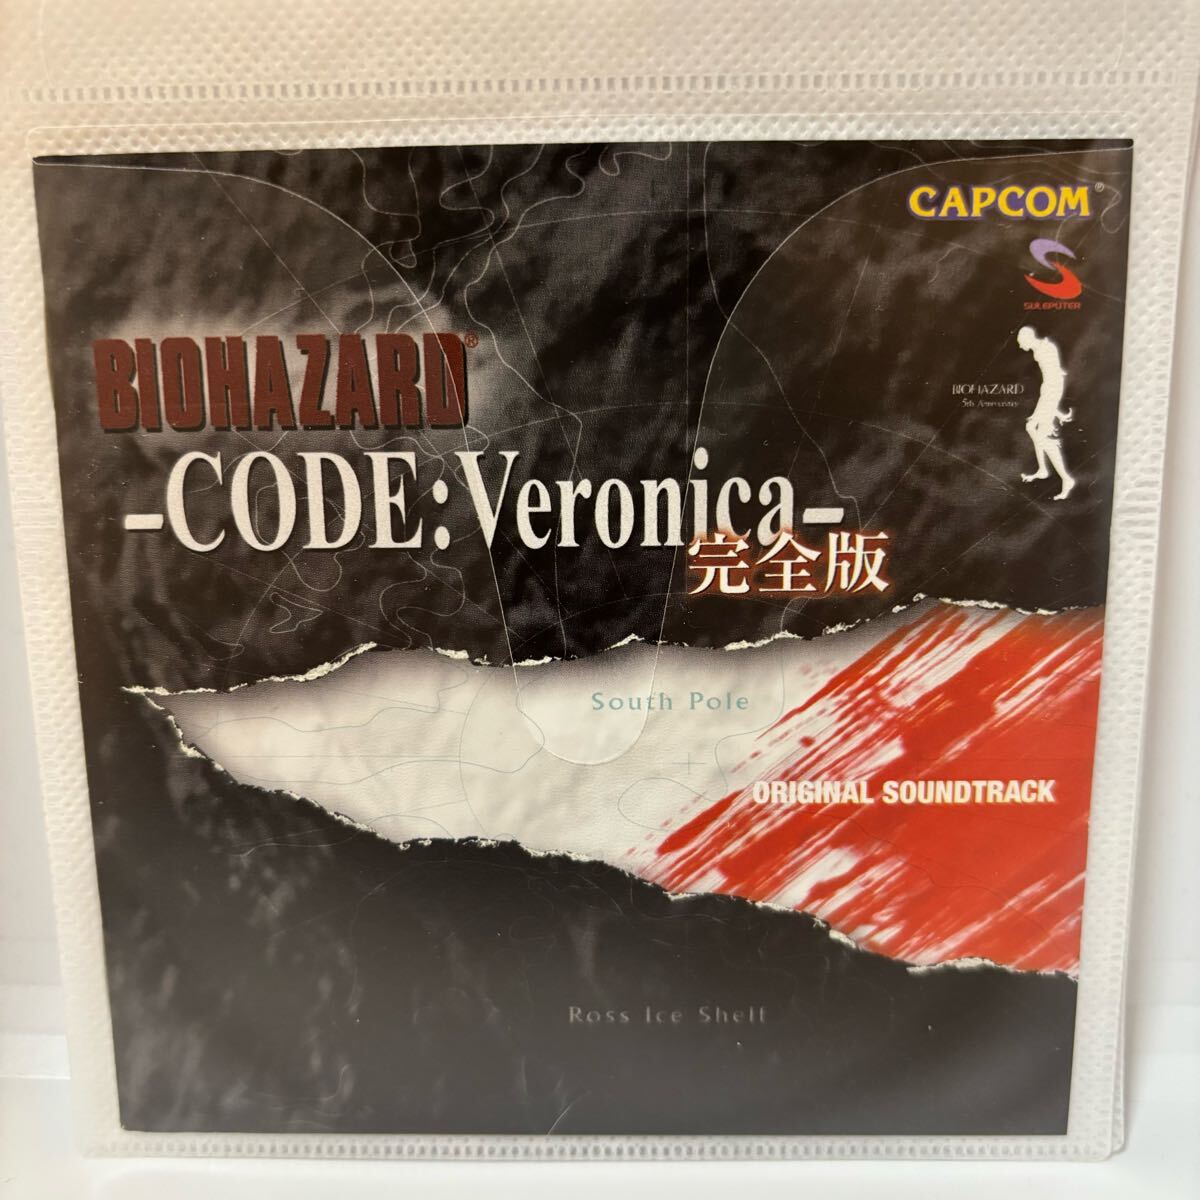 CAPCOM®
SULEPUTER
BIOHAZARD
5th Anniversary
BIOHAZARD®
-CODE:Veronica-
完全版
South Pole
ORIGINAL SOUNDTRACK
Ross Ice Shelf